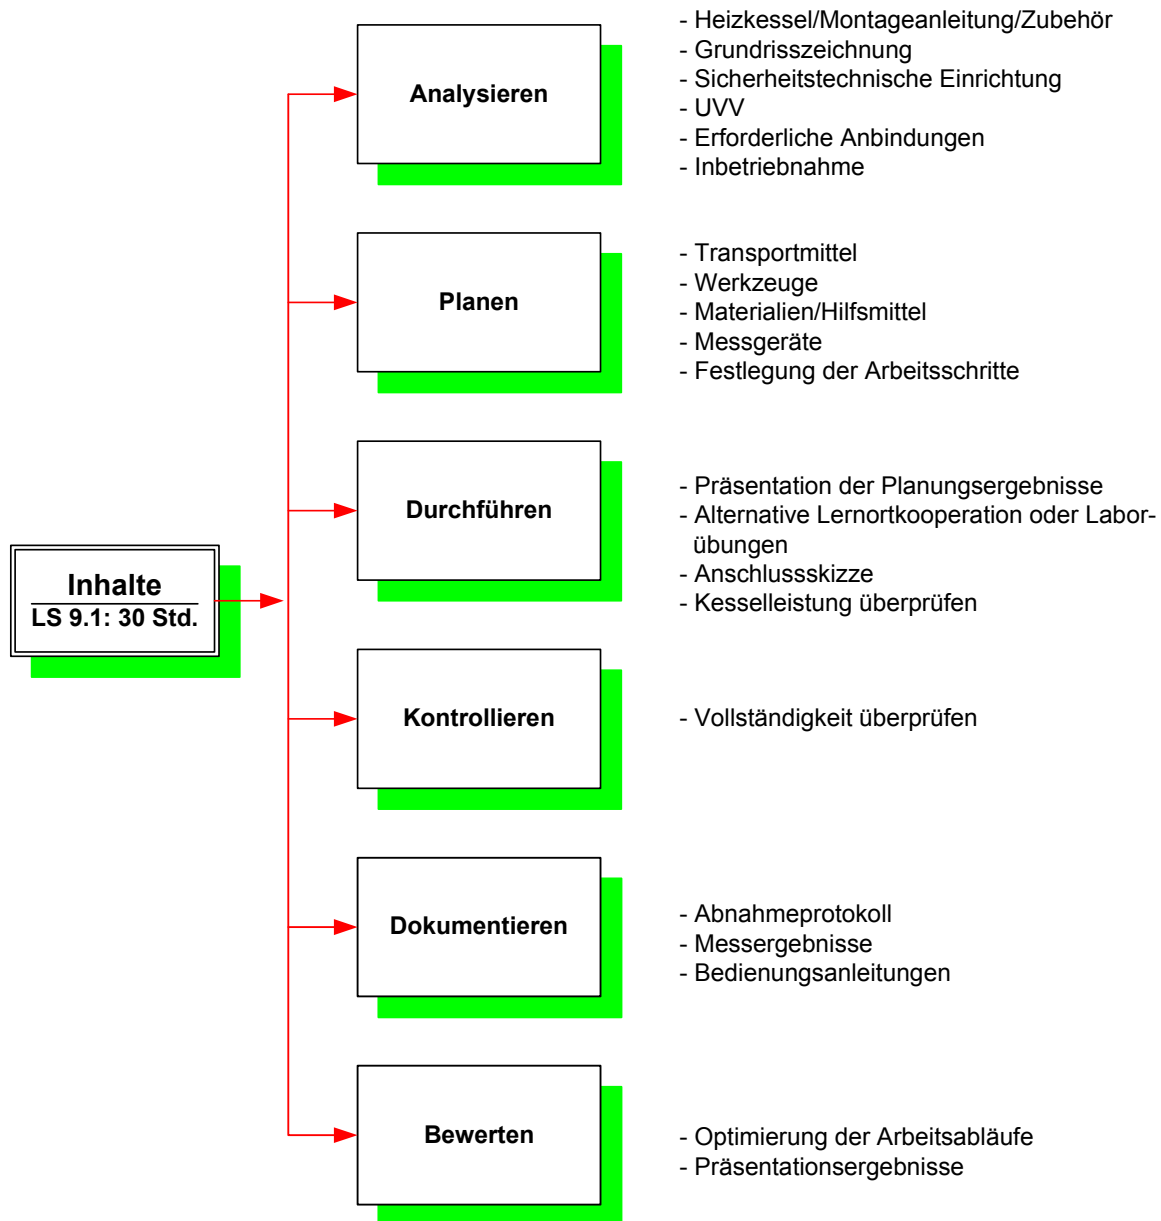 Inhalte
LS 9.1: 30 Std.
Analysieren
- Heizkessel/Montageanleitung/Zubehör
- Grundrisszeichnung
- Sicherheitstechnische Einrichtung
- UVV
- Erforderliche Anbindungen
- Inbetriebnahme
Planen
- Transportmittel
- Werkzeuge
- Materialien/Hilfsmittel
- Messgeräte
- Festlegung der Arbeitsschritte
Durchführen
- Präsentation der Planungsergebnisse
- Alternative Lernortkooperation oder Labor-
übungen
- Anschlussskizze
- Kesselleistung überprüfen
Kontrollieren
- Vollständigkeit überprüfen
Dokumentieren
- Abnahmeprotokoll
- Messergebnisse
- Bedienungsanleitungen
Bewerten
- Optimierung der Arbeitsabläufe
- Präsentationsergebnisse